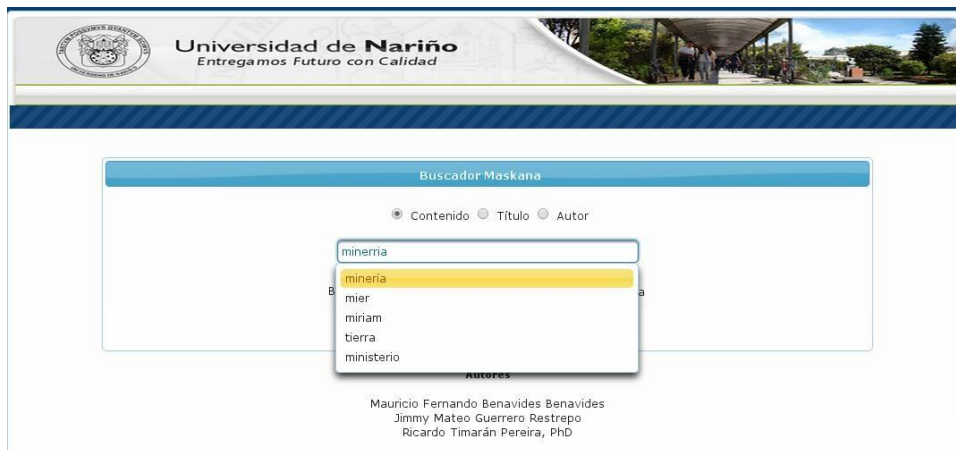 Universidad de Nariño
Entregamos Futuro con Calidad
Buscador Maskana
Contenido Título Autor
minerria
minería
mier
miriam
tierra
ministerio
Autores
Mauricio Fernando Benavides Benavides
Jimmy Mateo Guerrero Restrepo
Ricardo Timarán Pereira, PhD